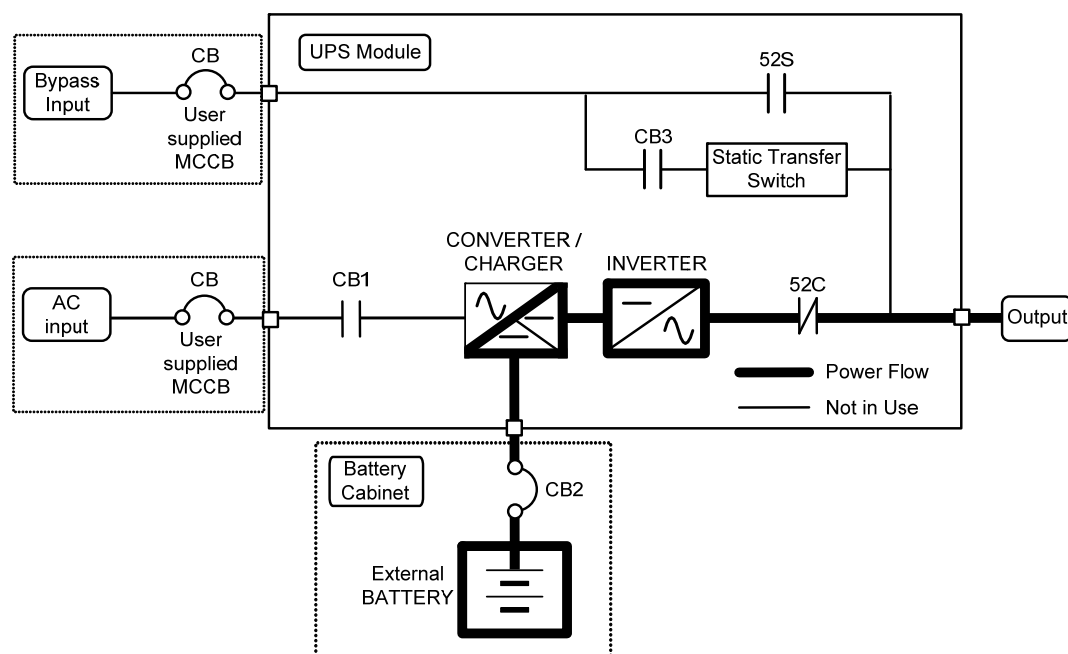 UPS Module
CB
Bypass
Input
User
supplied
MCCB
52S
CB3
Static Transfer
Switch
CONVERTER /
CHARGER
INVERTER
CB
CB1
52C
AC
input
User
supplied
MCCB
Output
Power Flow
Not in Use
Battery
Cabinet
CB2
External
BATTERY